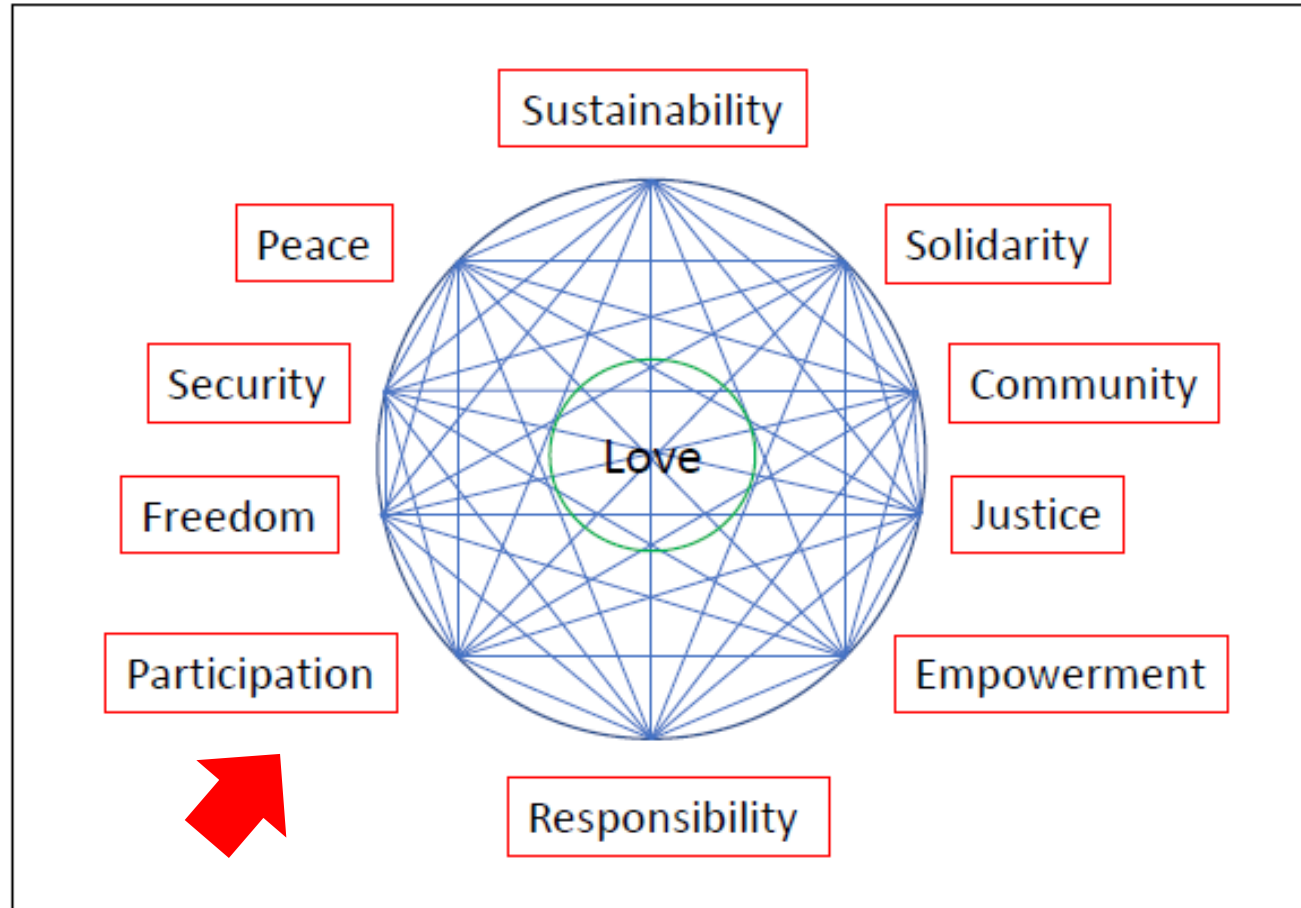 Sustainability
Peace
Solidarity
Security
Community
Love
Freedom
Justice
Participation
Empowerment
Responsibility